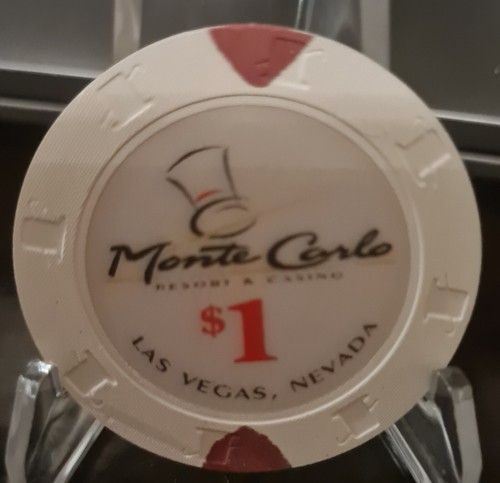 Monte Carlo
RESORT & CASINO
$1
LAS VEGAS, NEVADA